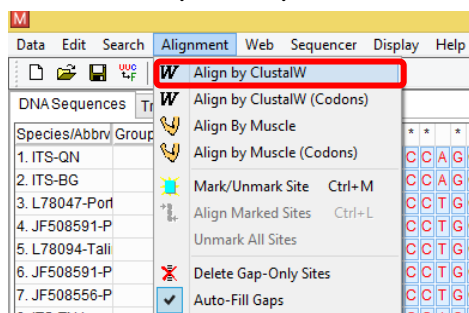 M
Data Edit Search Alignment Web Sequencer Display Help
UUC
F
W Align by ClustalW
DNA Sequences Tr
W Align by ClustalW (Codons)
Species/Abbrv Group
Align By Muscle
* * *
1. ITS-QN
Align by Muscle (Codons)
C C A G
2. ITS-BG
C C A G
3. L78047-Port
Mark/Unmark Site Ctrl+M
C C T G
4. JF508591-P
Align Marked Sites Ctrl+L
C C T G
5. L78094-Tali
Unmark All Sites
C C T G
6. JF508591-P
Delete Gap-Only Sites
C C T G
7. JF508556-P
Auto-Fill Gaps
C C T G